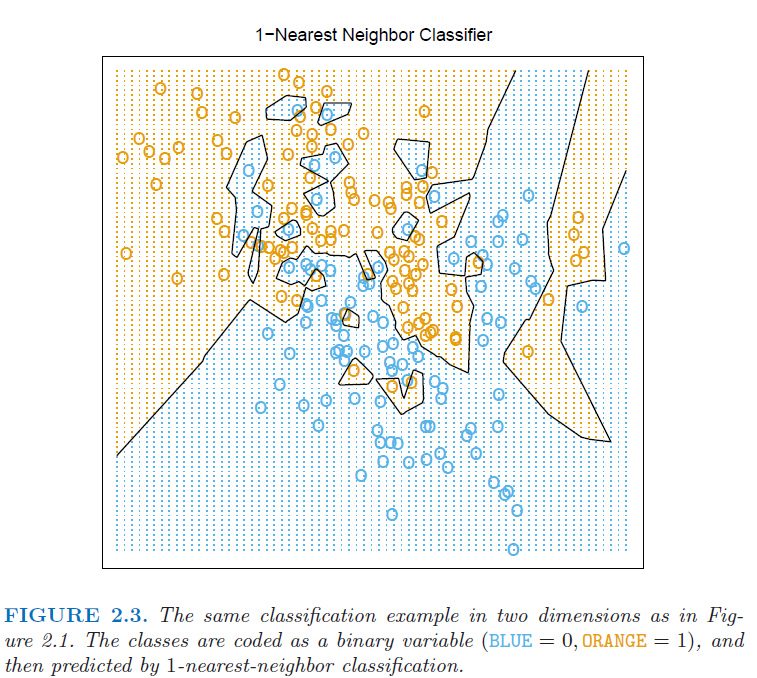 1−Nearest Neighbor Classifier
FIGURE 2.3. The same classification example in two dimensions as in Fig-
ure 2.1. The classes are coded as a binary variable (BLUE = 0, ORANGE = 1), and
then predicted by 1-nearest-neighbor classification.